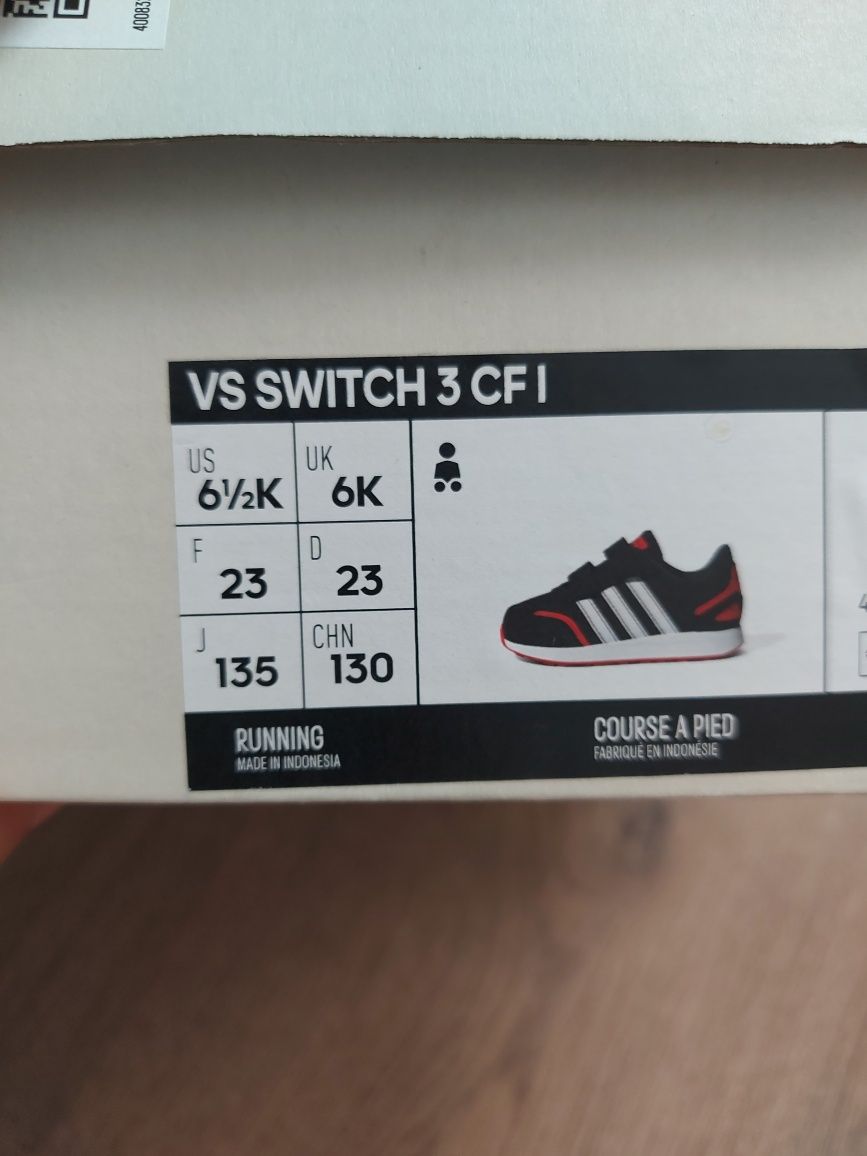 40083
VS SWITCH 3 CF I
US
6½K
UK
6K
F
23
D
23
J
135
CHN
130
RUNNING
MADE IN INDONESIA
COURSE A PIED
FABRIQUÉ EN INDONÉSIE